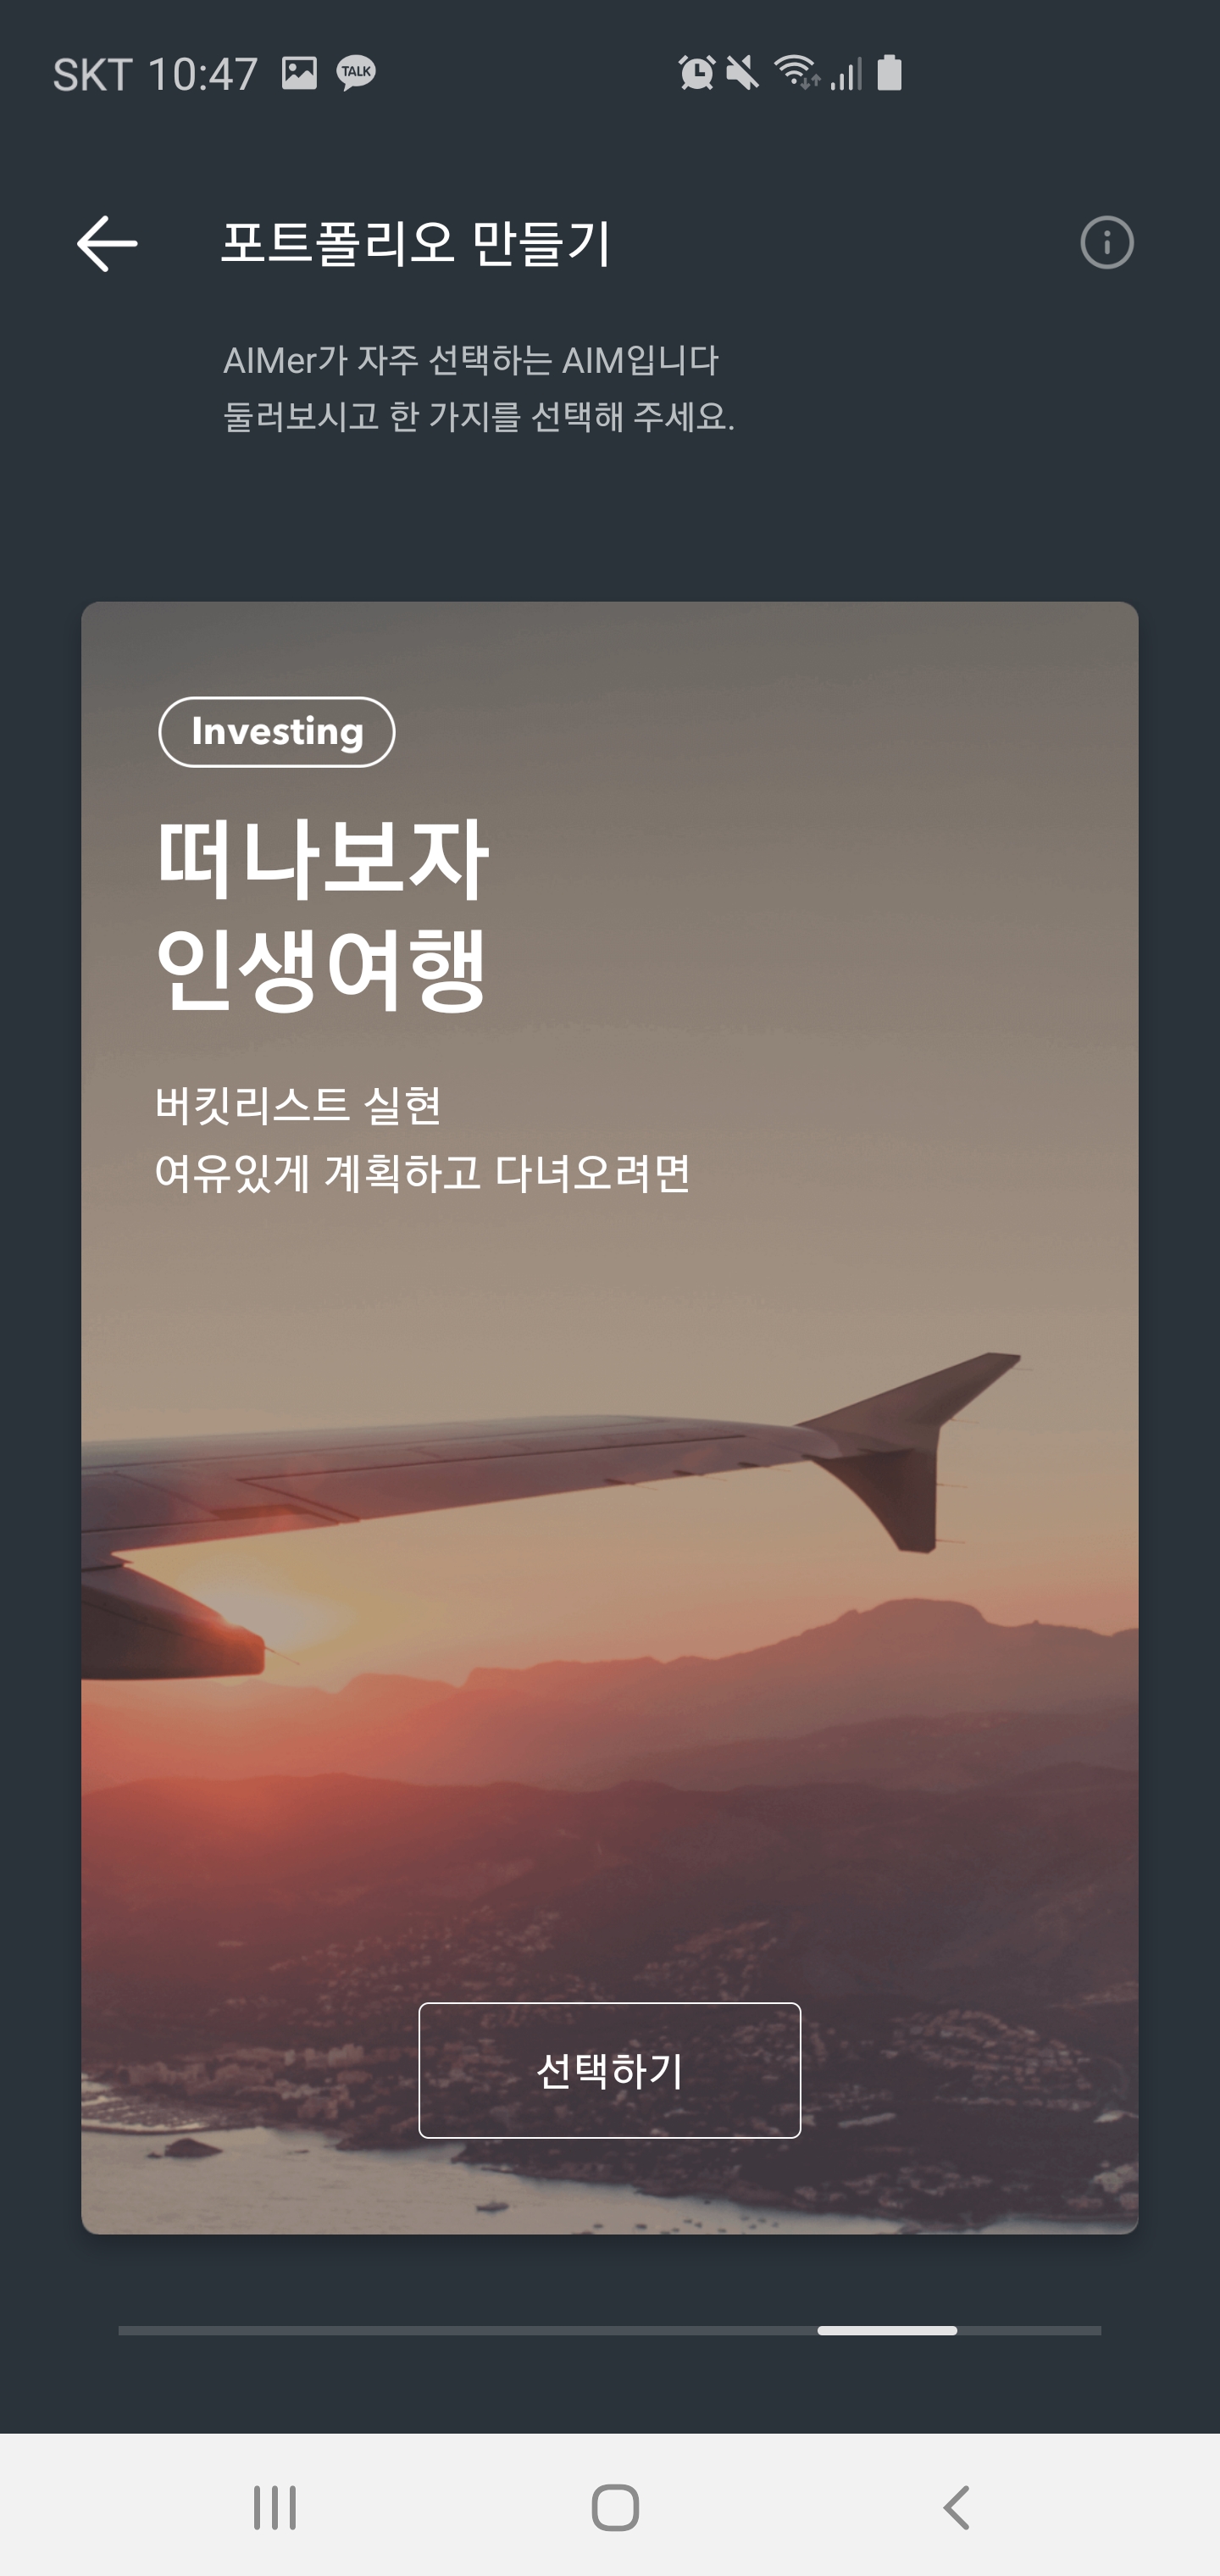 SKT 10:47 TALK
포트폴리오 만들기
AIMer가 자주 선택하는 AIM입니다
둘러보시고 한 가지를 선택해 주세요.
Investing
떠나보자
인생여행
버킷리스트 실현
여유있게 계획하고 다녀오려면
선택하기